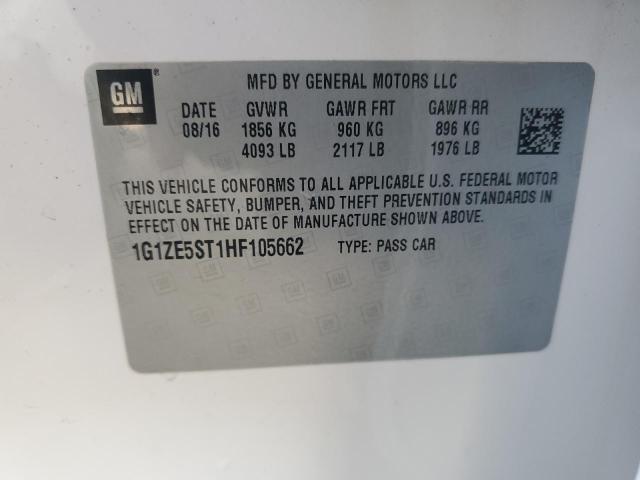 GM
MFD BY GENERAL MOTORS LLC
DATE GVWR GAWR FRT GAWR RR
08/16 1856 KG 960 KG 896 KG
4093 LB 2117 LB 1976 LB
THIS VEHICLE CONFORMS TO ALL APPLICABLE U.S. FEDERAL MOTOR
VEHICLE SAFETY, BUMPER, AND THEFT PREVENTION STANDARDS IN
EFFECT ON THE DATE OF MANUFACTURE SHOWN ABOVE.
1G1ZE5ST1HF105662 TYPE: PASS CAR